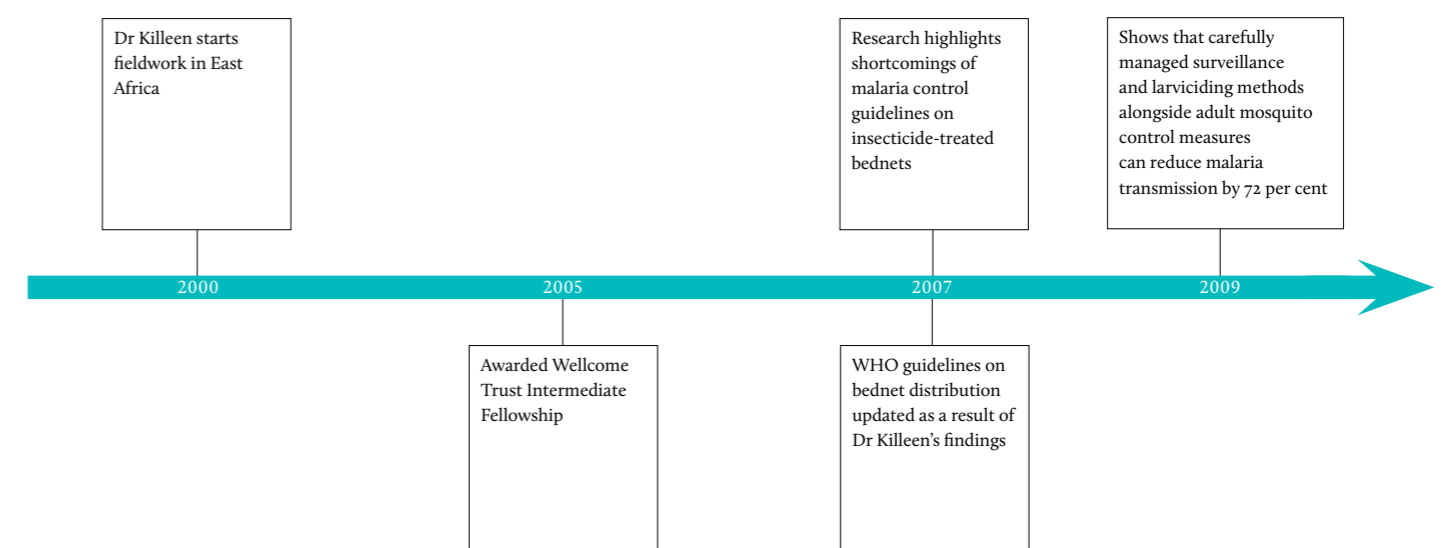 Dr Killeen starts
fieldwork in East
Africa
Research highlights
shortcomings of
malaria control
guidelines on
insecticide-treated
bednets
Shows that carefully
managed surveillance
and larviciding methods
alongside adult mosquito
control measures
can reduce malaria
transmission by 72 per cent
2000
2005
2007
2009
Awarded Wellcome
Trust Intermediate
Fellowship
WHO guidelines on
bednet distribution
updated as a result of
Dr Killeen’s findings